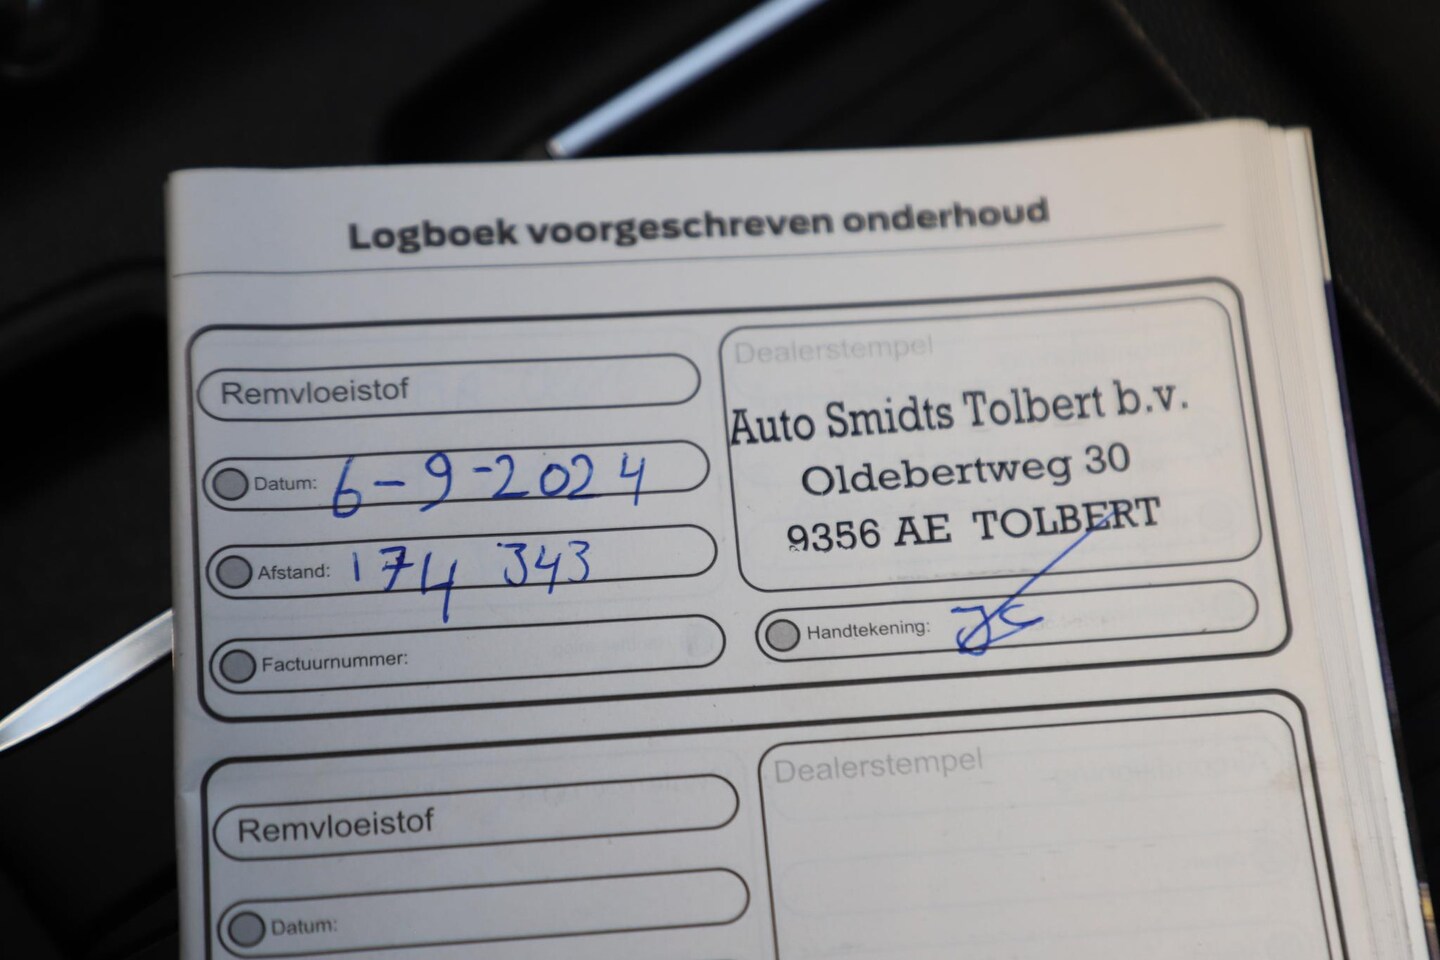 Logboek voorgeschreven onderhoud
Remvloeistof
Datum: 6-9-2024
Afstand: 174 343
Factuurnummer:
Dealerstempel
Auto Smidts Tolbert b.v.
Oldebertweg 30
9356 AE TOLBERT
Handtekening:
Remvloeistof
Datum:
Dealerstempel